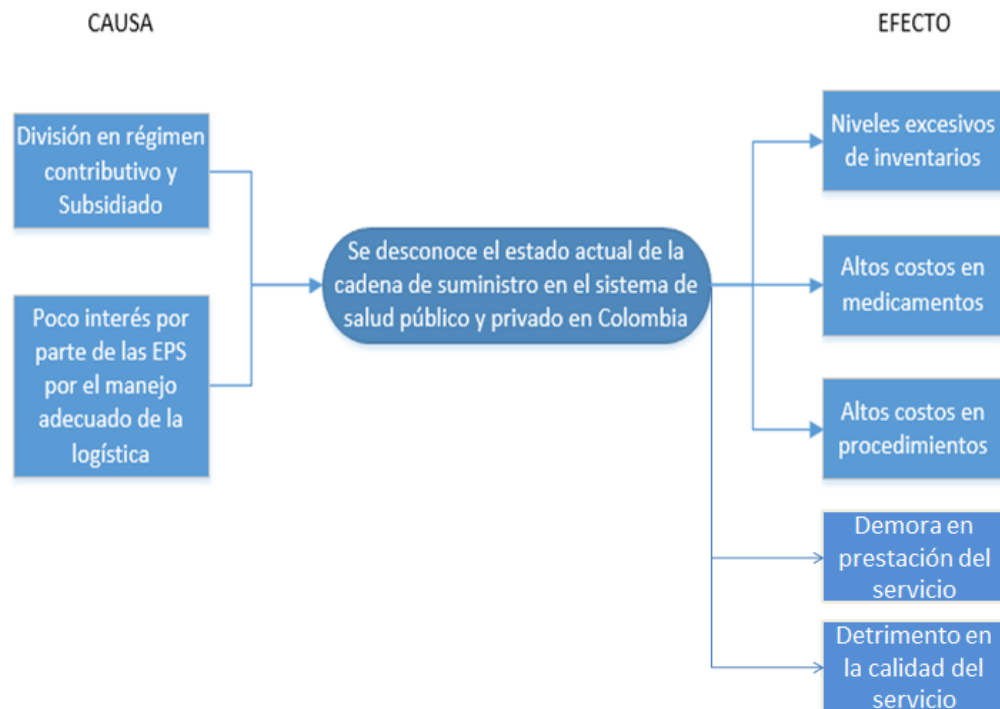 CAUSA
EFECTO
División en régimen
contributivo y
Subsidiado
Poco interés por
parte de las EPS
por el manejo
adecuado de la
logística
Se desconoce el estado actual de la
cadena de suministro en el sistema de
salud público y privado en Colombia
Niveles excesivos
de inventarios
Altos costos en
medicamentos
Altos costos en
procedimientos
Demora en
prestación del
servicio
Detrimento en
la calidad del
servicio